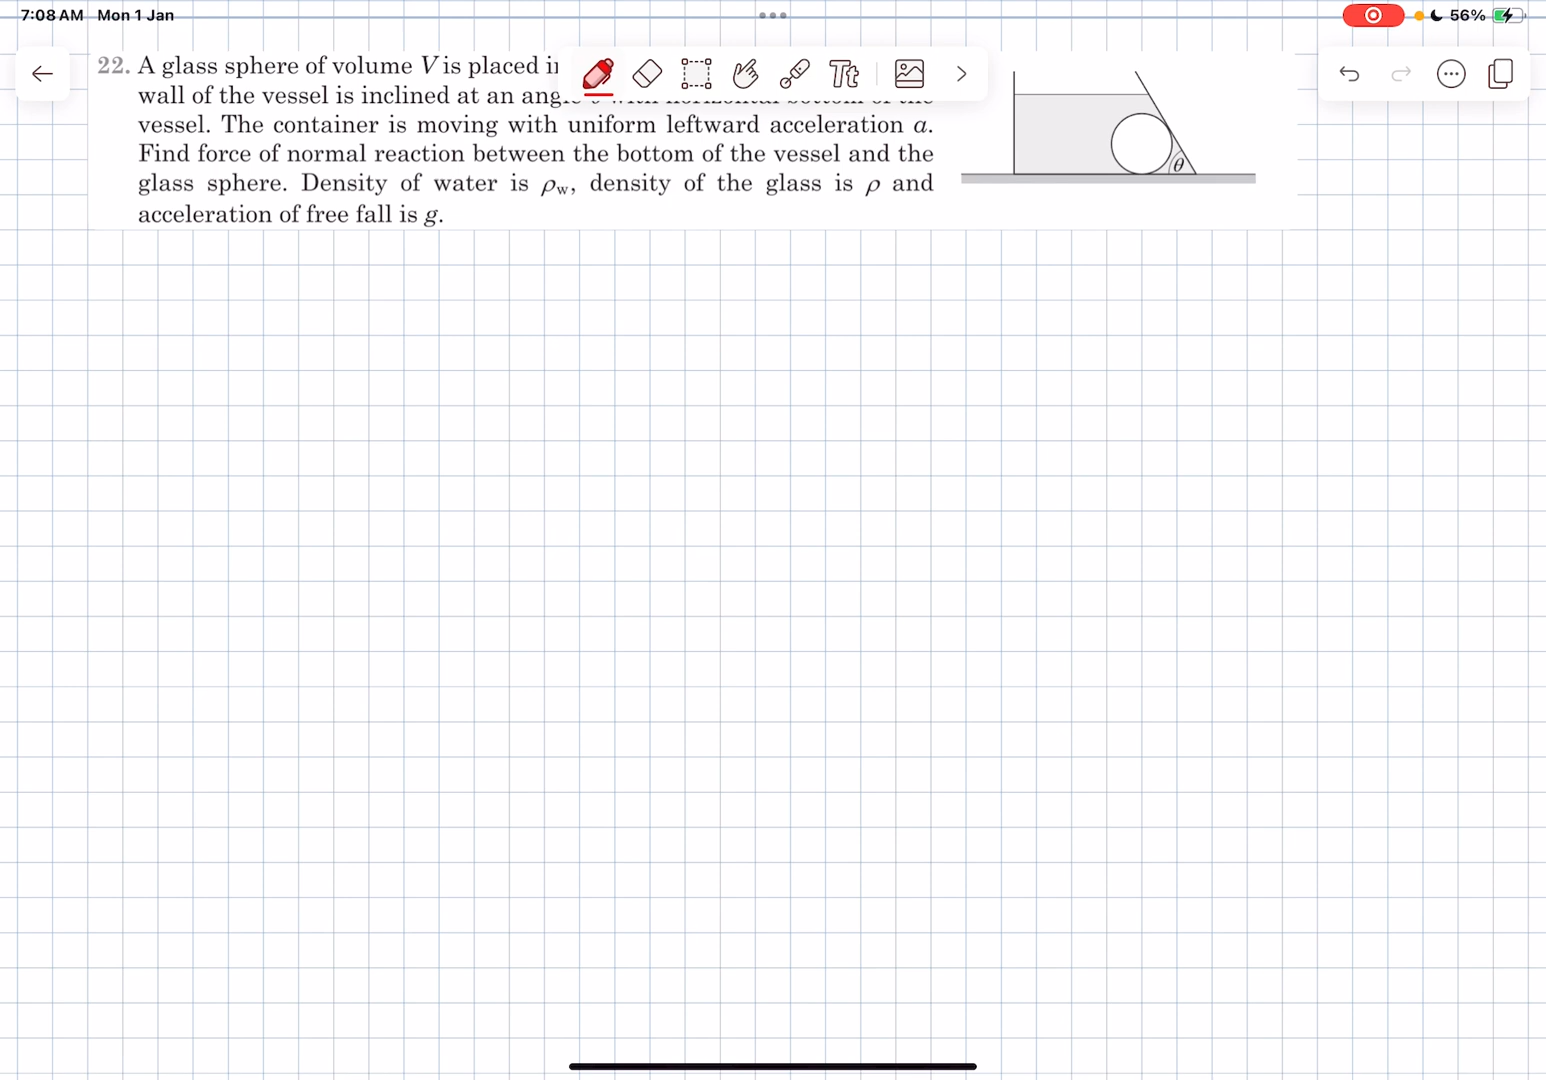 7:08 AM Mon 1 Jan
56%
22. A glass sphere of volume V is placed
wall of the vessel is inclined at an
vessel. The container is moving with uniform leftward acceleration a.
Find force of normal reaction between the bottom of the vessel and the
glass sphere. Density of water is ρw, density of the glass is ρ and
acceleration of free fall is g.
Tt
θ